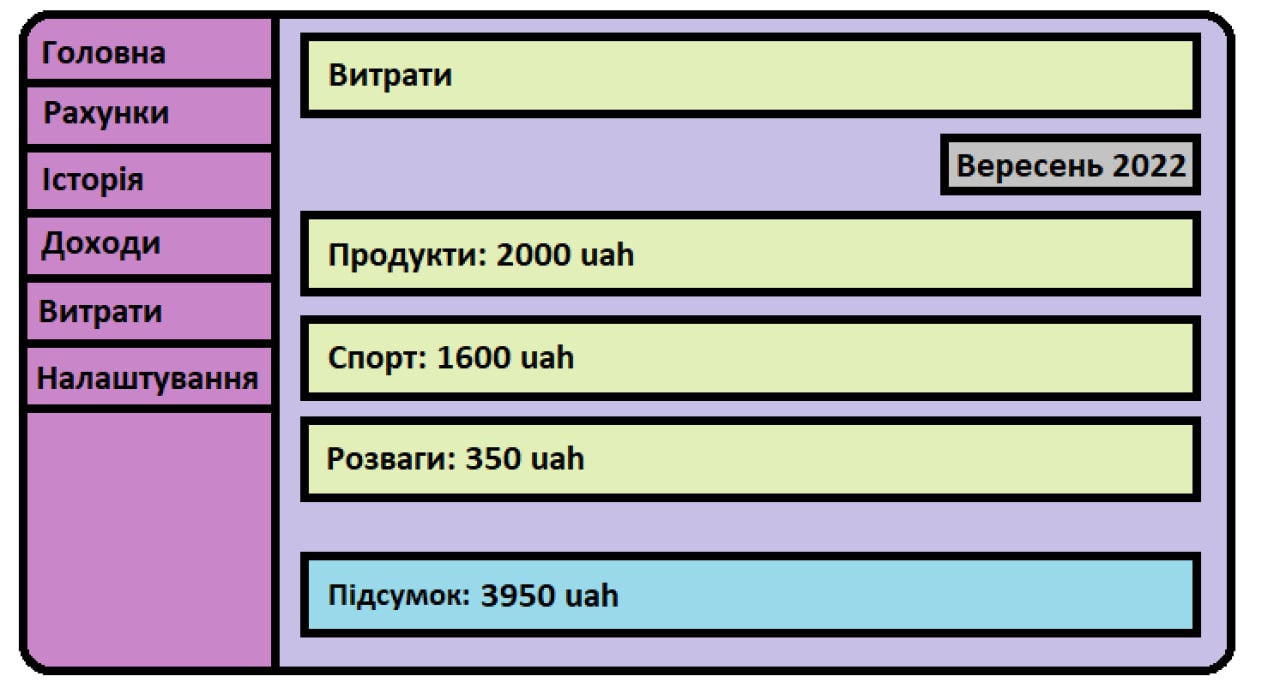 Головна
Рахунки
Історія
Доходи
Витрати
Налаштування
Витрати
Вересень 2022
Продукти: 2000 uah
Спорт: 1600 uah
Розваги: 350 uah
Підсумок: 3950 uah